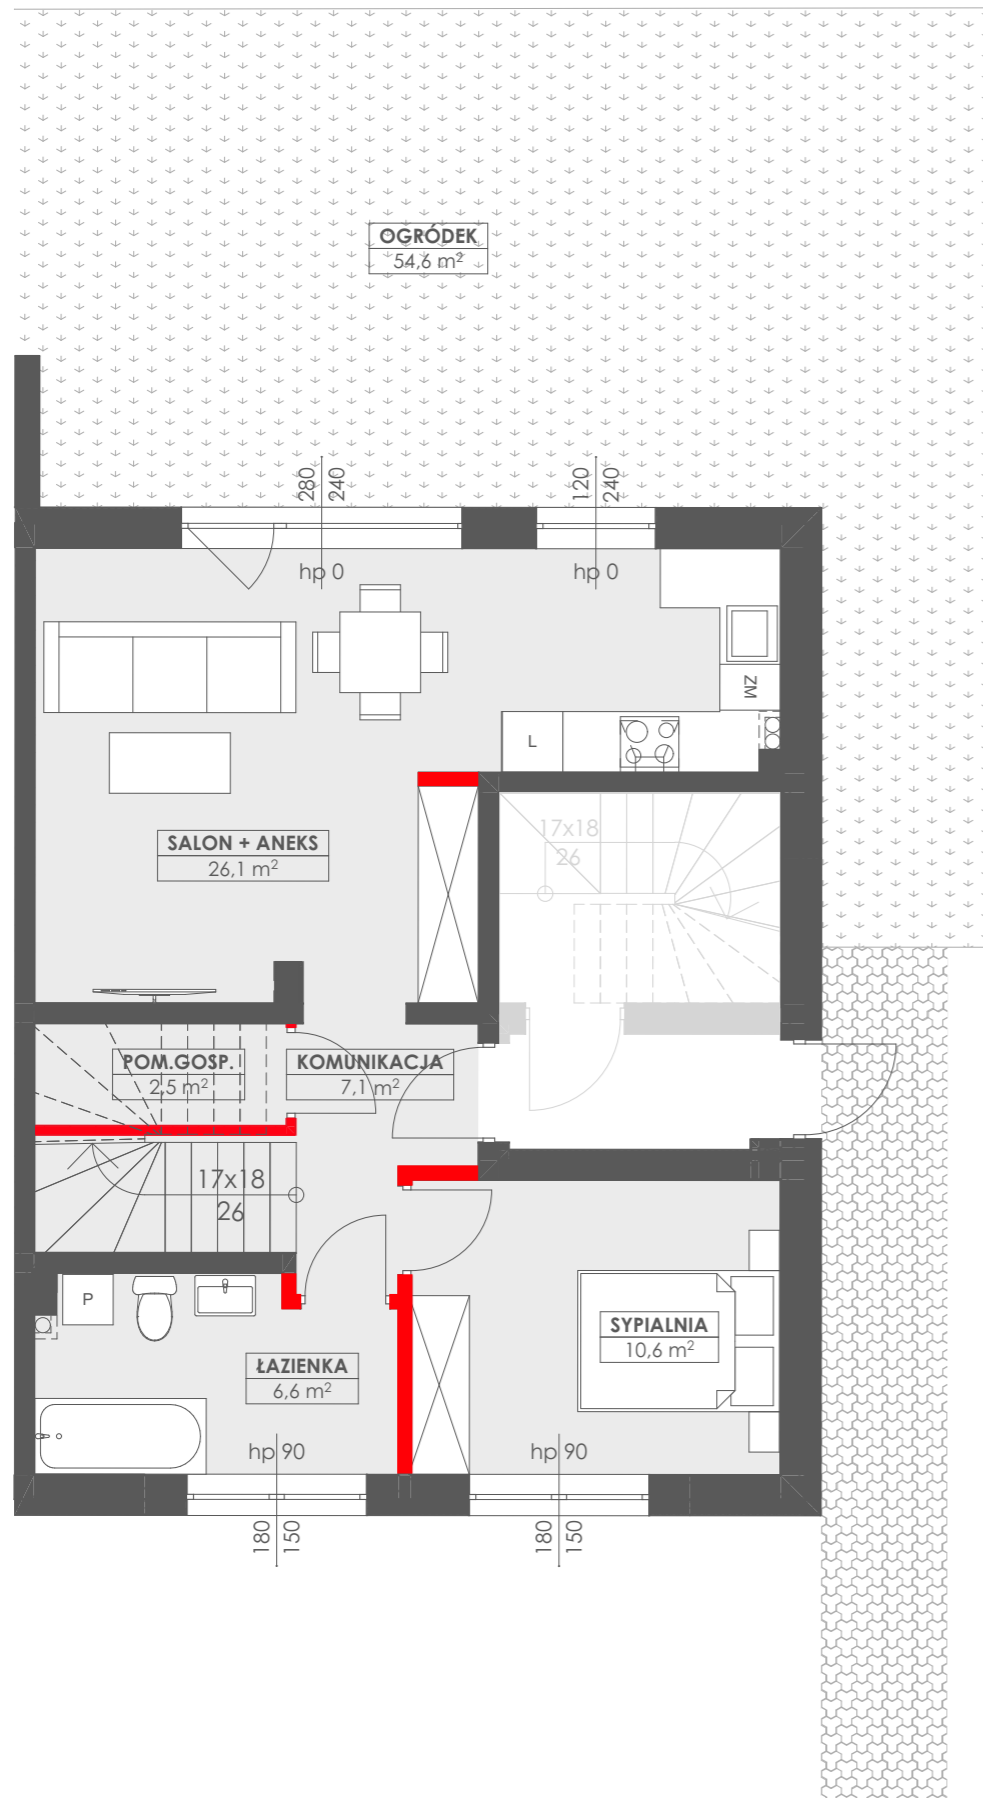 OGRÓDEK
54,6 m²
280
240
120
240
hp 0
hp 0
ZM
L
17x18
26
SALON + ANEKS
26,1 m²
POM.GOSP.
2,5 m²
KOMUNIKACJA
7,1 m²
17x18
26
P
SYPIALNIA
10,6 m²
ŁAZIENKA
6,6 m²
hp 90
hp 90
180
150
180
150